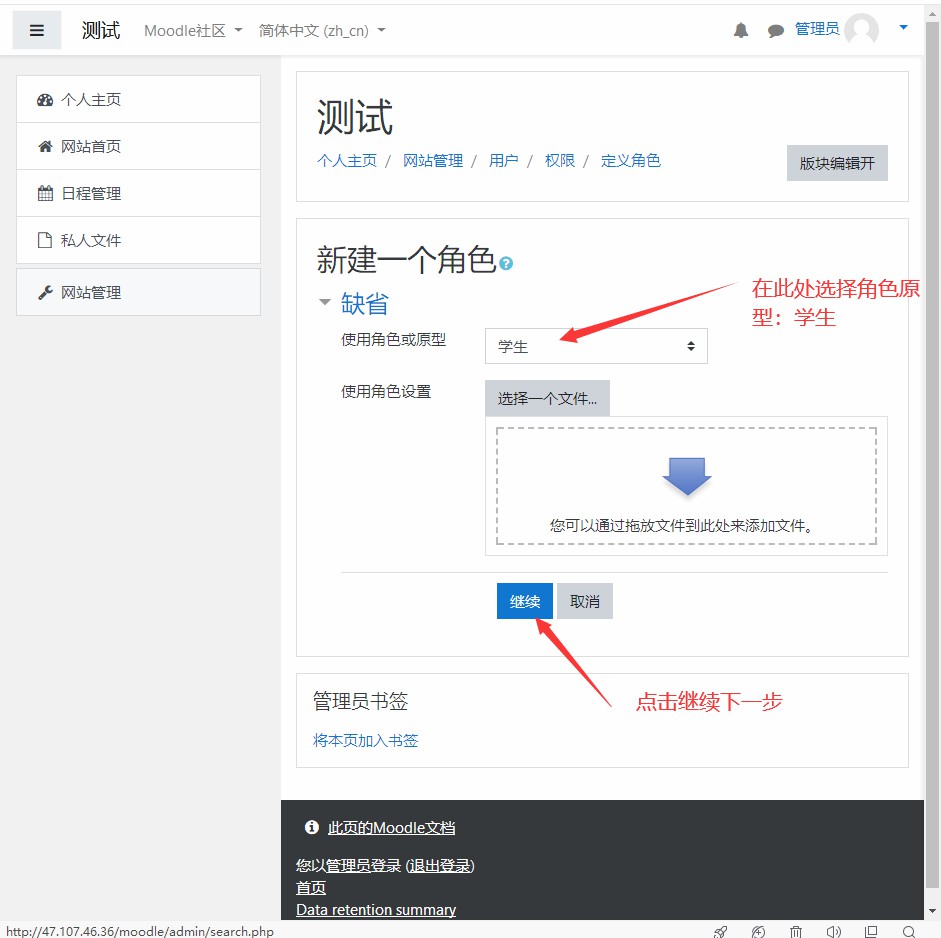 测试 Moodle社区 简体中文 (zh_cn) 管理员
个人主页
网站首页
日程管理
私人文件
网站管理
测试
个人主页 / 网站管理 / 用户 / 权限 / 定义角色
版块编辑开
新建一个角色
缺省
使用角色或原型
学生
在此处选择角色原
型：学生
使用角色设置
选择一个文件...
您可以通过拖放文件到此处来添加文件。
继续 取消
点击继续下一步
管理员书签
将本页加入书签
此页的Moodle文档
您以管理员登录 (退出登录)
首页
Data retention summary
http://47.107.46.36/moodle/admin/search.php